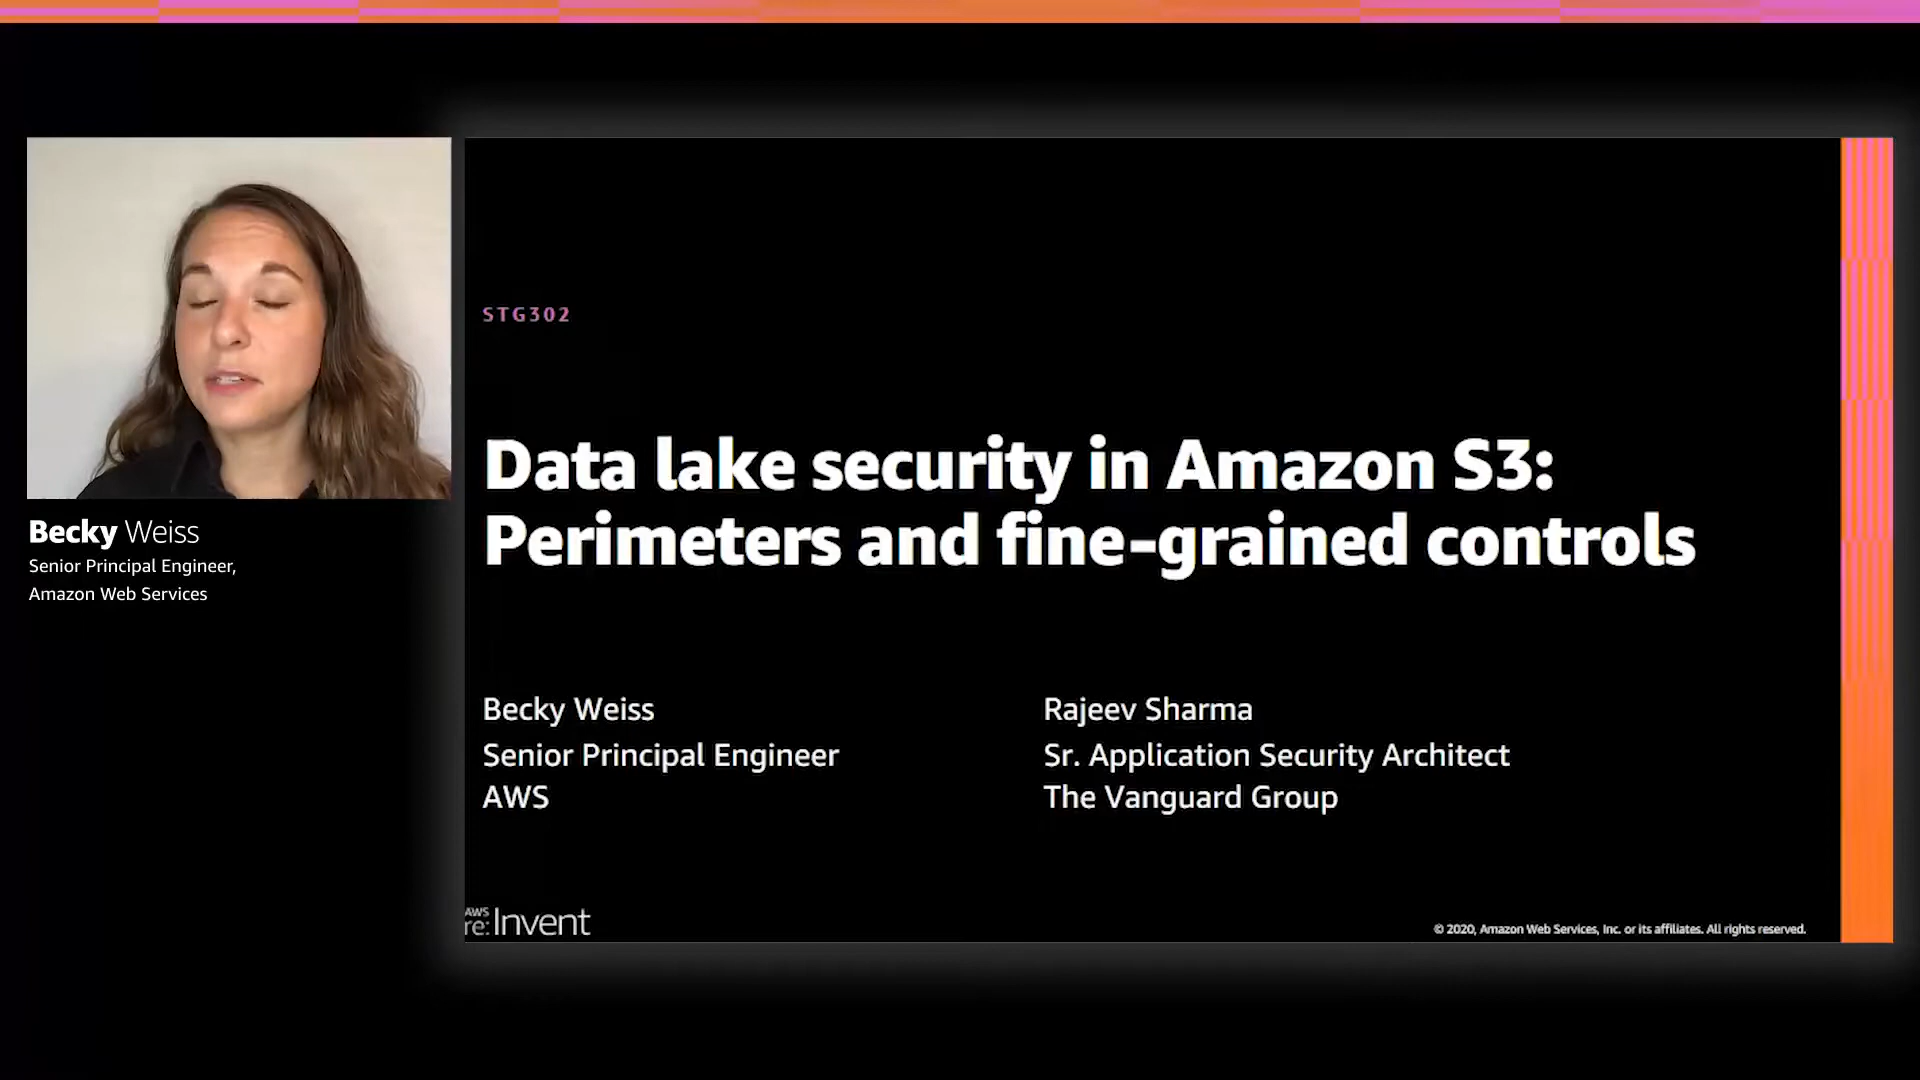 Becky Weiss
Senior Principal Engineer,
Amazon Web Services
STG302
Data lake security in Amazon S3:
Perimeters and fine-grained controls
Becky Weiss
Senior Principal Engineer
AWS
Rajeev Sharma
Sr. Application Security Architect
The Vanguard Group
AWS
re:Invent
© 2020, Amazon Web Services, Inc. or its affiliates. All rights reserved.